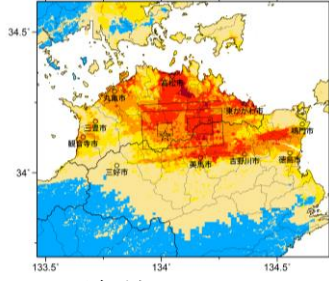 34.5°
高松市
丸亀市
東かがわ市
三豊市
鳴門市
観音寺市
徳島市
美馬市
吉野川市
三好市
34°
133.5°
134°
134.5°